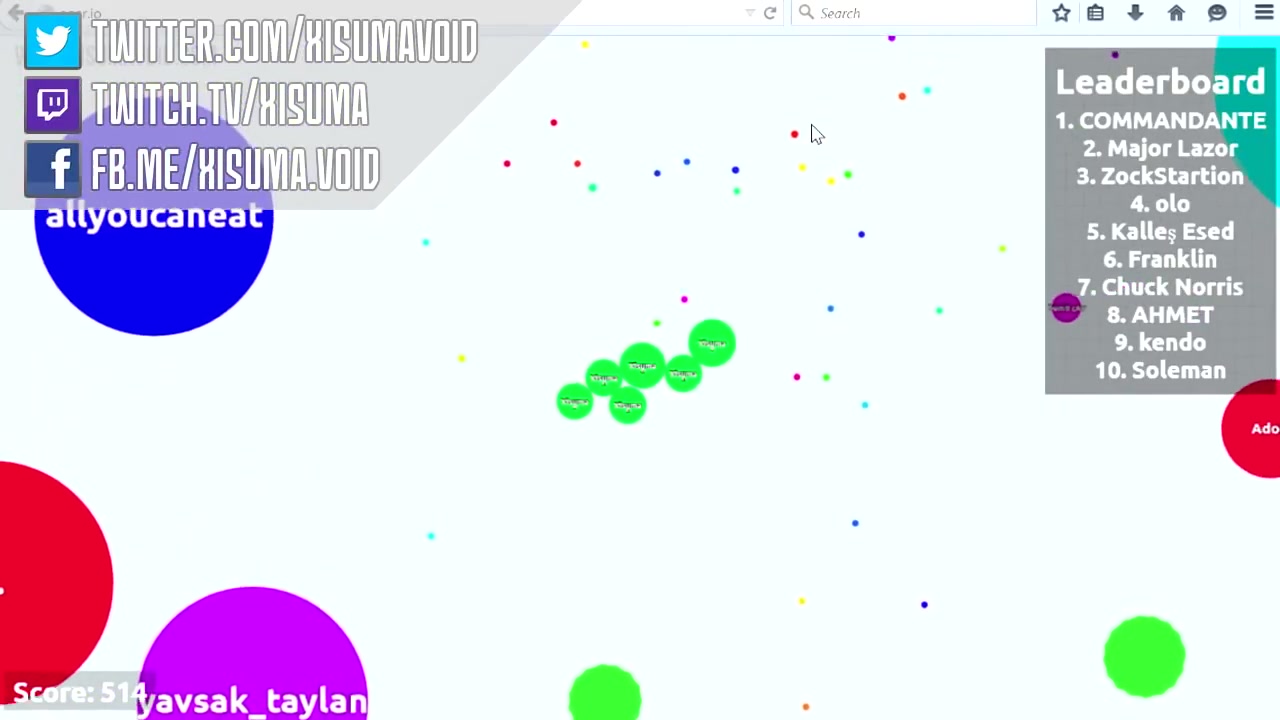 Search
TWITTER.COM/XISUMAVOID
TWITCH.TV/XISUMA
FB.ME/XISUMA.VOID
allyoucaneat
Leaderboard
1. COMMANDANTE
2. Major Lazor
3. ZockStartion
4. olo
5. Kalleş Esed
6. Franklin
7. Chuck Norris
8. AHMET
9. kendo
10. Soleman
Ado
Score: 514
yavsak_taylan